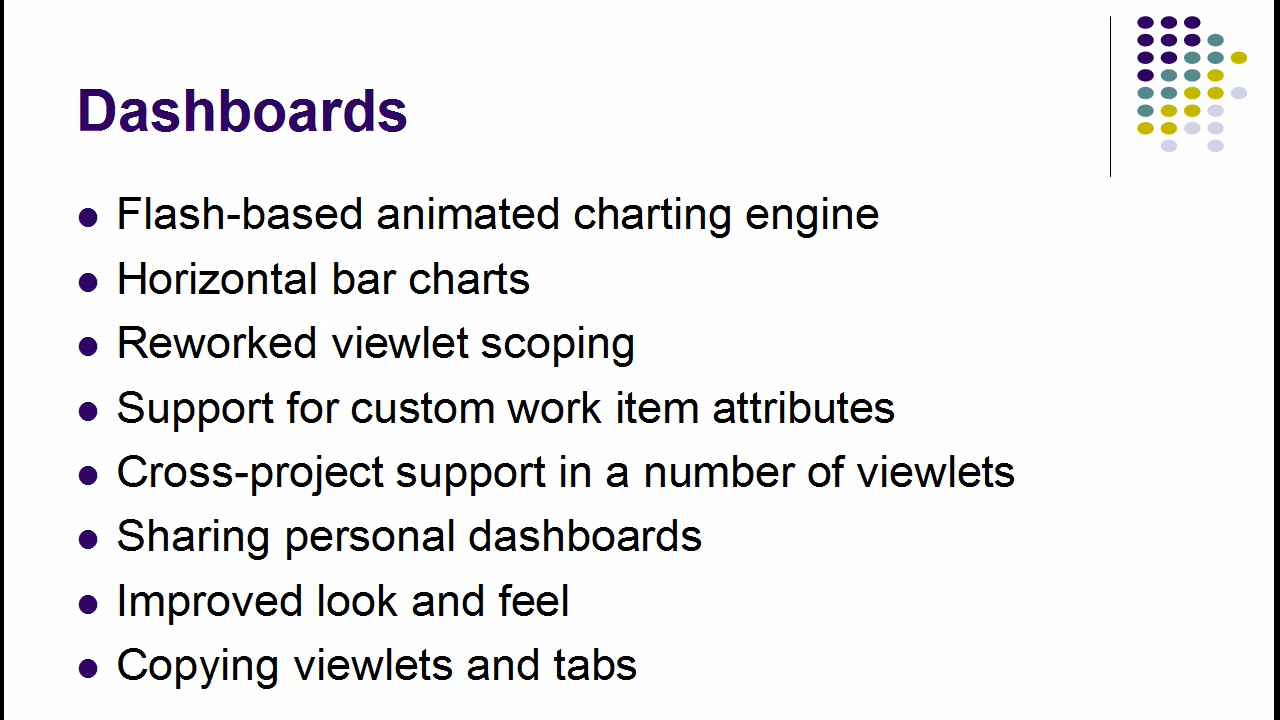 Dashboards
Flash-based animated charting engine
Horizontal bar charts
Reworked viewlet scoping
Support for custom work item attributes
Cross-project support in a number of viewlets
Sharing personal dashboards
Improved look and feel
Copying viewlets and tabs